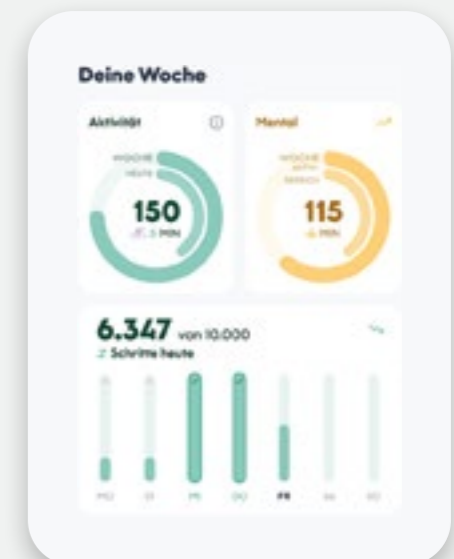 Deine Woche
Aktivität
WOCHE
HEUTE
150
MIN
Mental
WOCHE
115
MIN
6.347 von 10.000
Schritte heute
MO DI MI DO FR SA SO